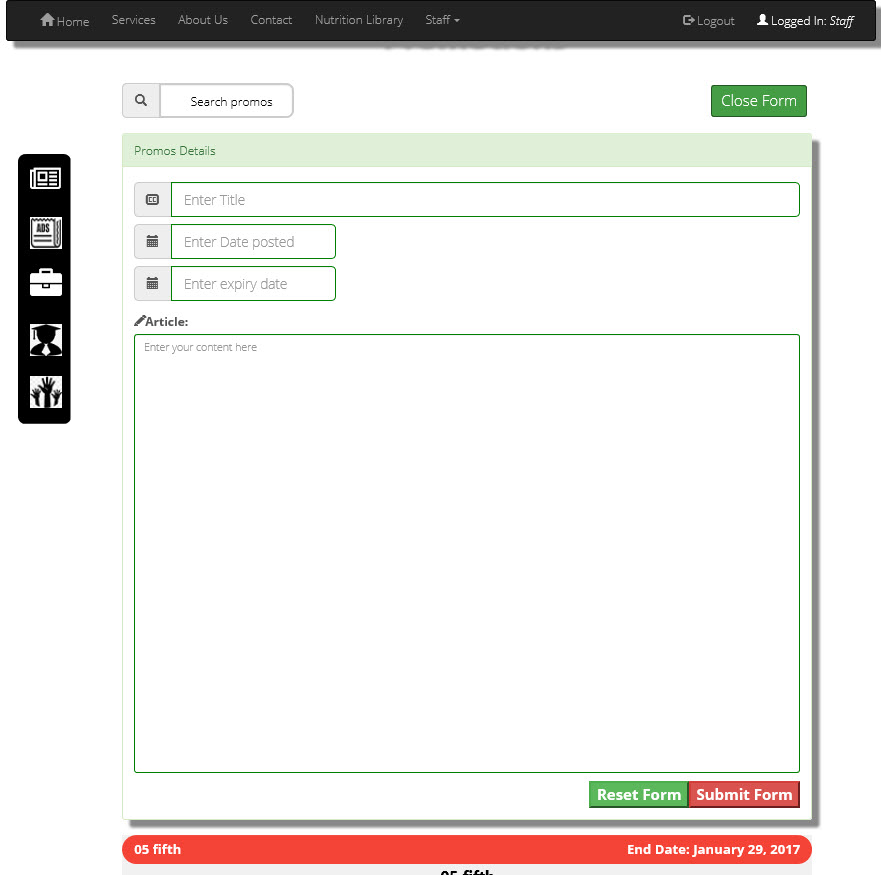 Home Services About Us Contact Nutrition Library Staff Logout Logged In: Staff
Promotions
Search promos Close Form
Promos Details
ADS
CC
Enter Title
Enter Date posted
Enter expiry date
Article:
Enter your content here
Reset Form Submit Form
05 fifth End Date: January 29, 2017
05 fifth